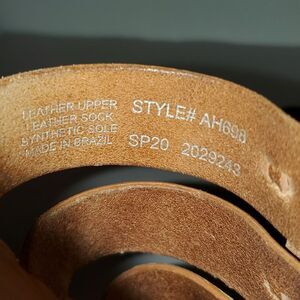 LEATHER UPPER
LEATHER SOCK
SYNTHETIC SOLE
MADE IN BRAZIL
STYLE# AH698
SP20 2029243